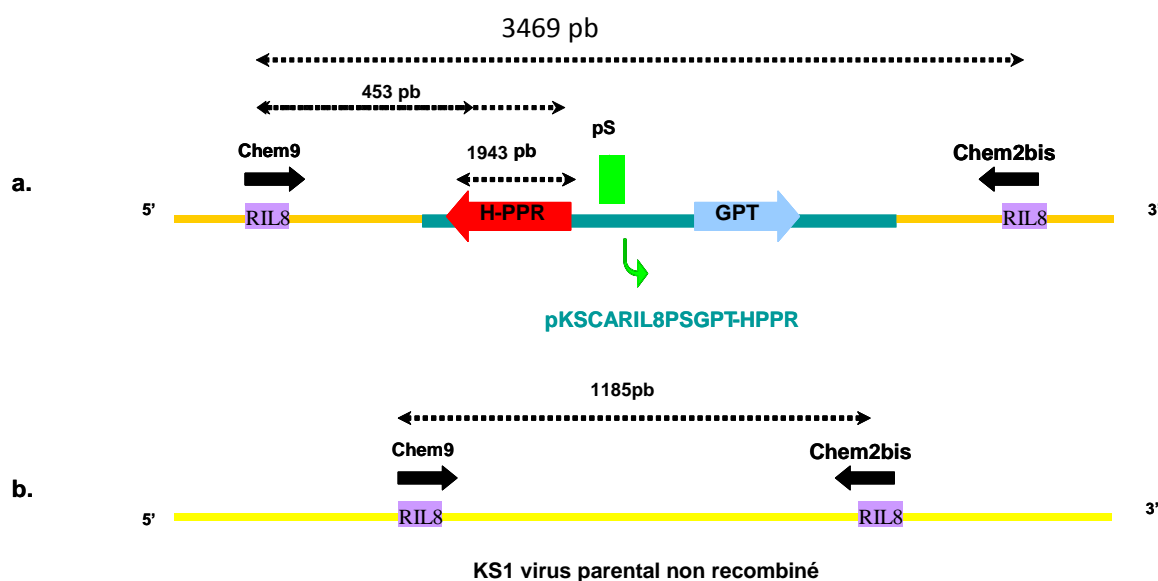 3469 pb
453 pb
pS
Chem9
1943 pb
Chem2bis
a.
5’
RIL8
H-PPR
GPT
RIL8
3
pKSCARIL8PSGPT-HPPR
1185pb
Chem9
Chem2bis
b.
5’
RIL8
RIL8
3’
KS1 virus parental non recombiné